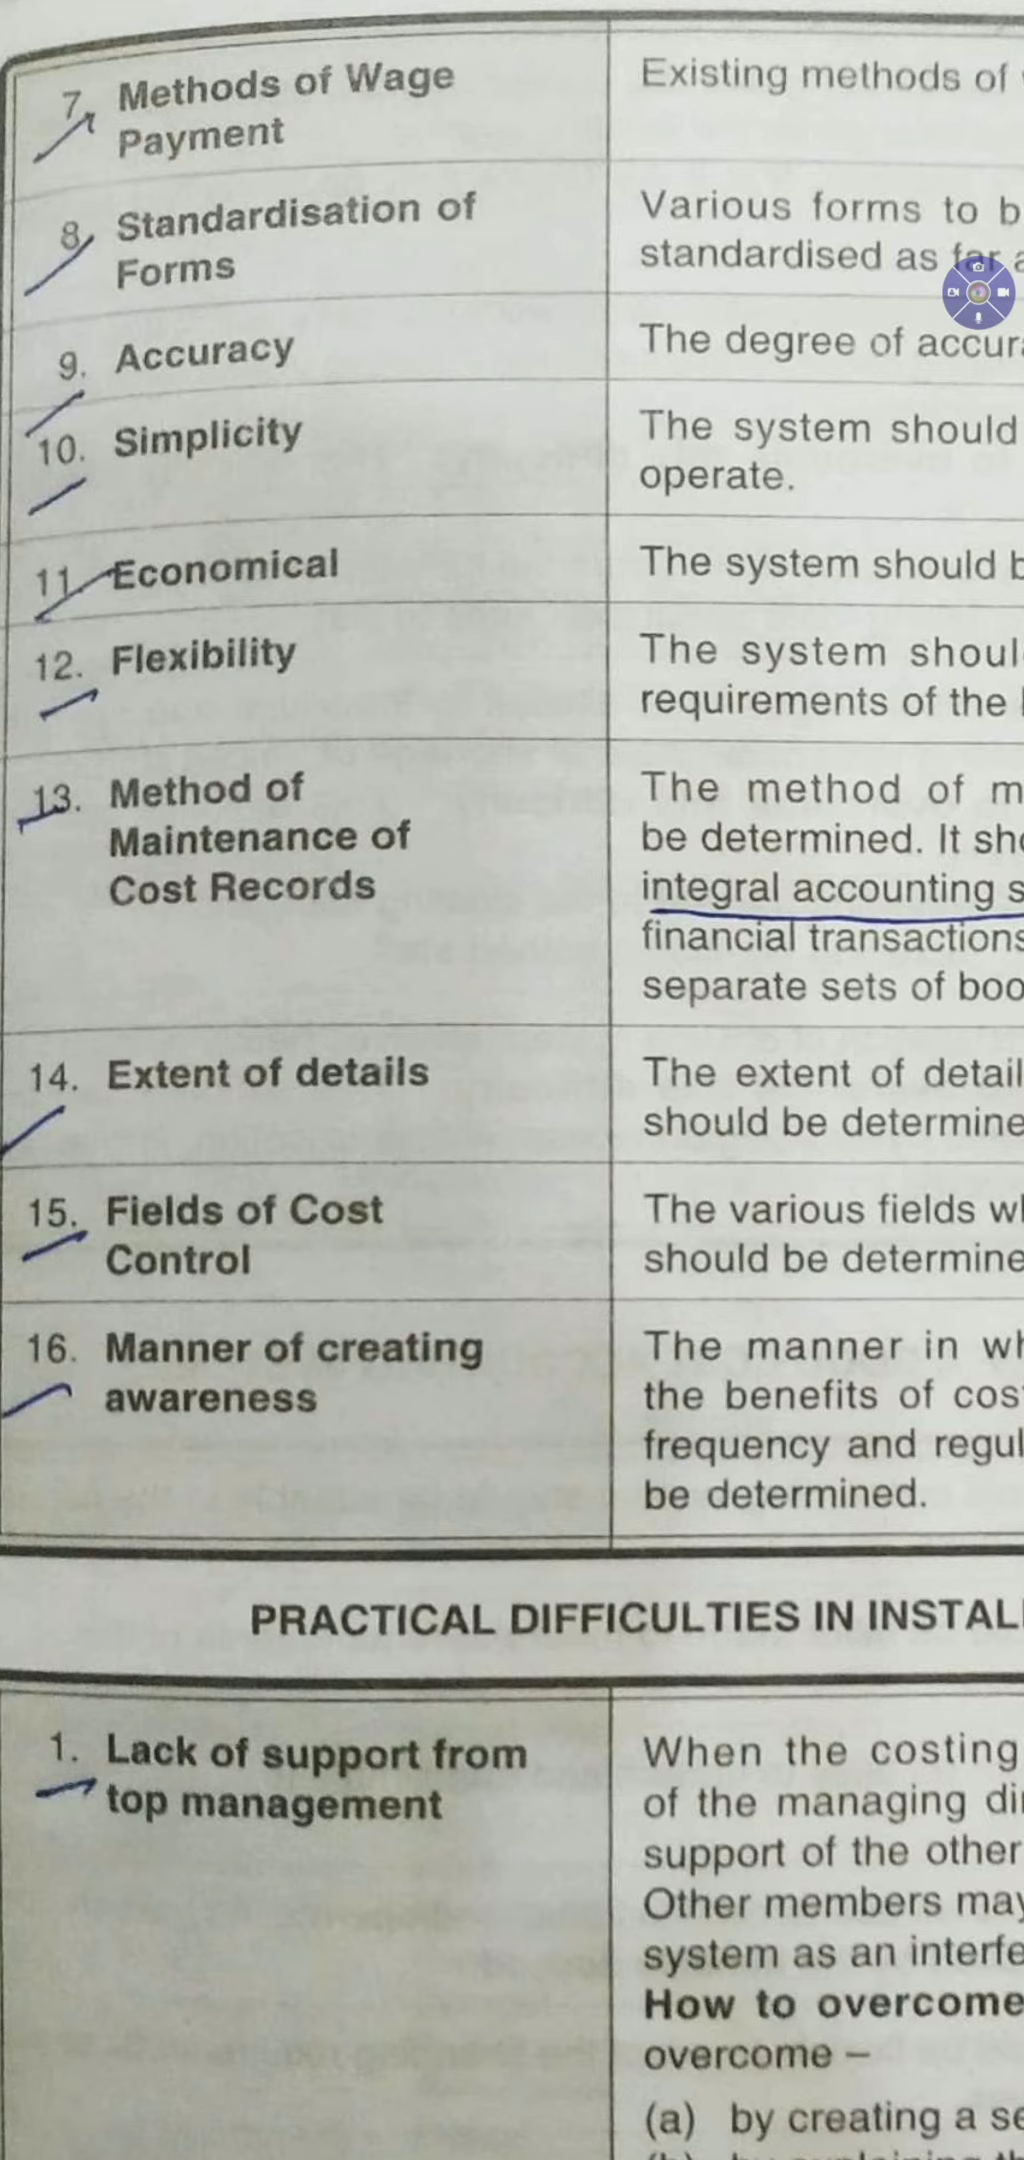 7. Methods of Wage Payment
Existing methods of
8. Standardisation of Forms
Various forms to b
standardised as far a
9. Accuracy
The degree of accura
10. Simplicity
The system should
operate.
11. Economical
The system should b
12. Flexibility
The system shoul
requirements of the
13. Method of
Maintenance of
Cost Records
The method of m
be determined. It sho
integral accounting s
financial transactions
separate sets of boo
14. Extent of details
The extent of detail
should be determine
15. Fields of Cost
Control
The various fields wh
should be determine
16. Manner of creating
awareness
The manner in wh
the benefits of cos
frequency and regul
be determined.
PRACTICAL DIFFICULTIES IN INSTAL
1. Lack of support from
top management
When the costing
of the managing di
support of the other
Other members may
system as an interfe
How to overcome
overcome –
(a) by creating a se